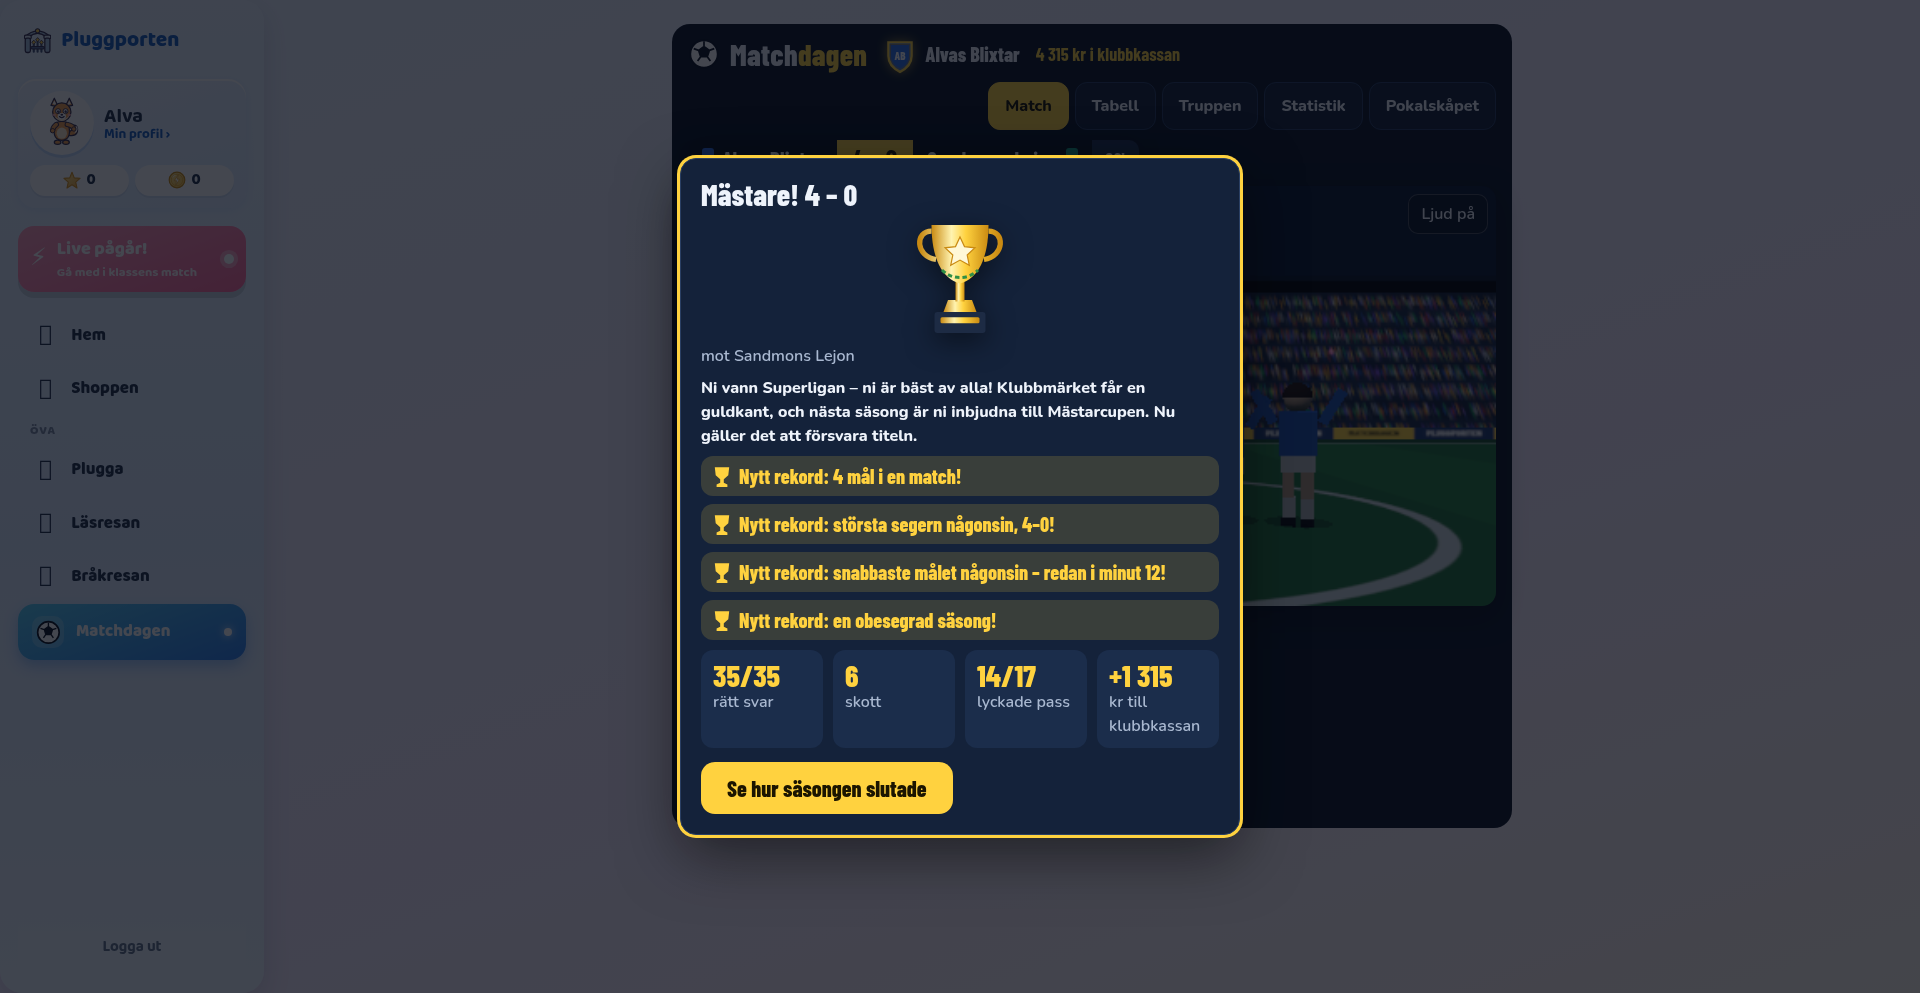 Pluggporten
Alva
Min profil ›
0
0
Live pågår!
Gå med i klassens match
Hem
Shoppen
ÖVA
Plugga
Läsresan
Bråkresan
Matchdagen
Logga ut
Matchdagen
AB
Alvas Blixtar
4 315 kr i klubbkassan
Match
Tabell
Truppen
Statistik
Pokalskåpet
Ljud på
Mästare! 4 – 0
mot Sandmons Lejon
Ni vann Superligan – ni är bäst av alla! Klubbmärket får en
guldkant, och nästa säsong är ni inbjudna till Mästarcupen. Nu
gäller det att försvara titeln.
Nytt rekord: 4 mål i en match!
Nytt rekord: största segern någonsin, 4–0!
Nytt rekord: snabbaste målet någonsin – redan i minut 12!
Nytt rekord: en obesegrad säsong!
35/35
rätt svar
6
skott
14/17
lyckade pass
+1 315
kr till
klubbkassan
Se hur säsongen slutade